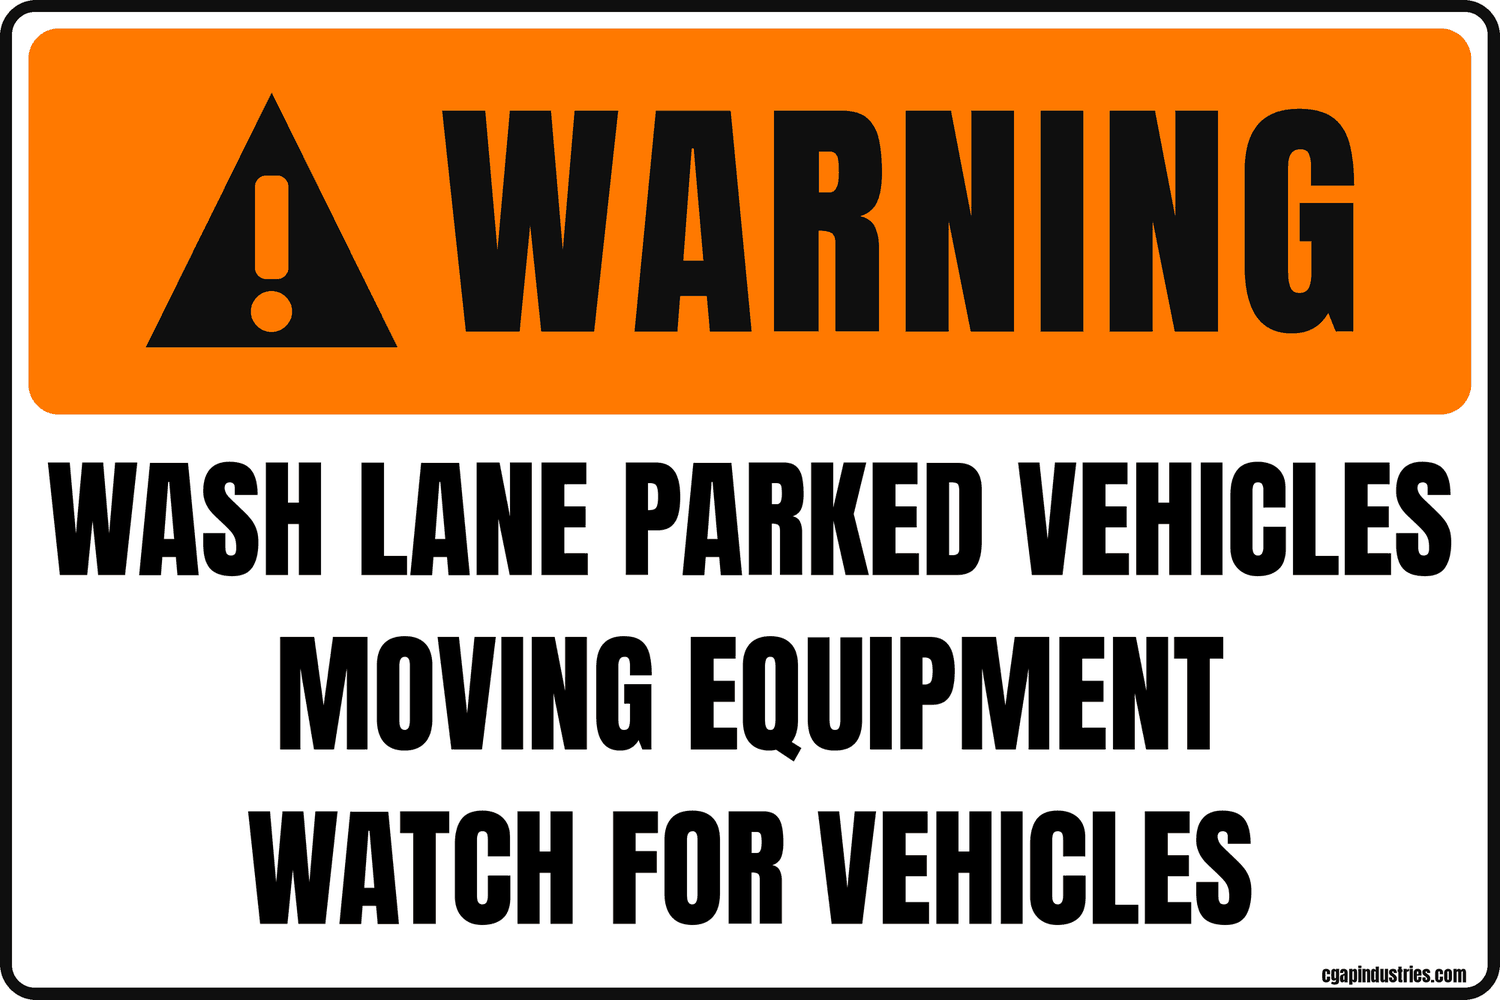 WARNING
WASH LANE PARKED VEHICLES
MOVING EQUIPMENT
WATCH FOR VEHICLES
cgapindustries.com